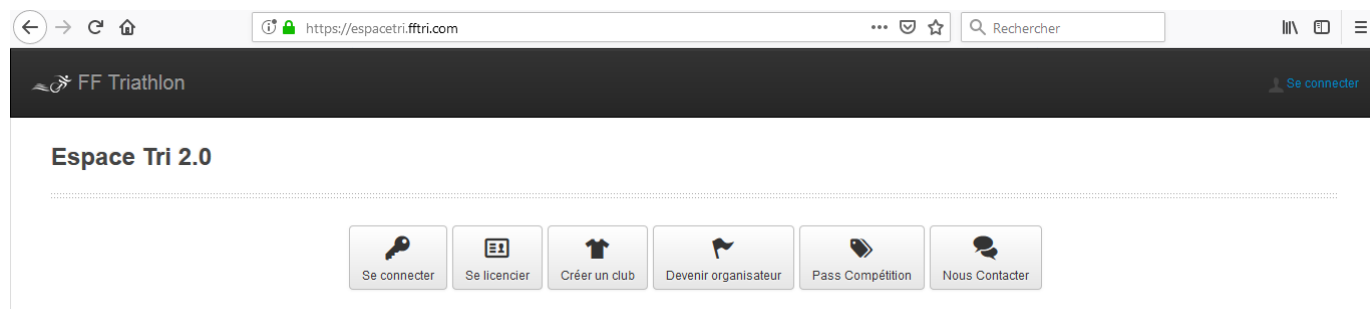 https://espacetri.fftri.com
Rechercher
FF Triathlon
Se connecter
Espace Tri 2.0
Se connecter
Se licencier
Créer un club
Devenir organisateur
Pass Compétition
Nous Contacter